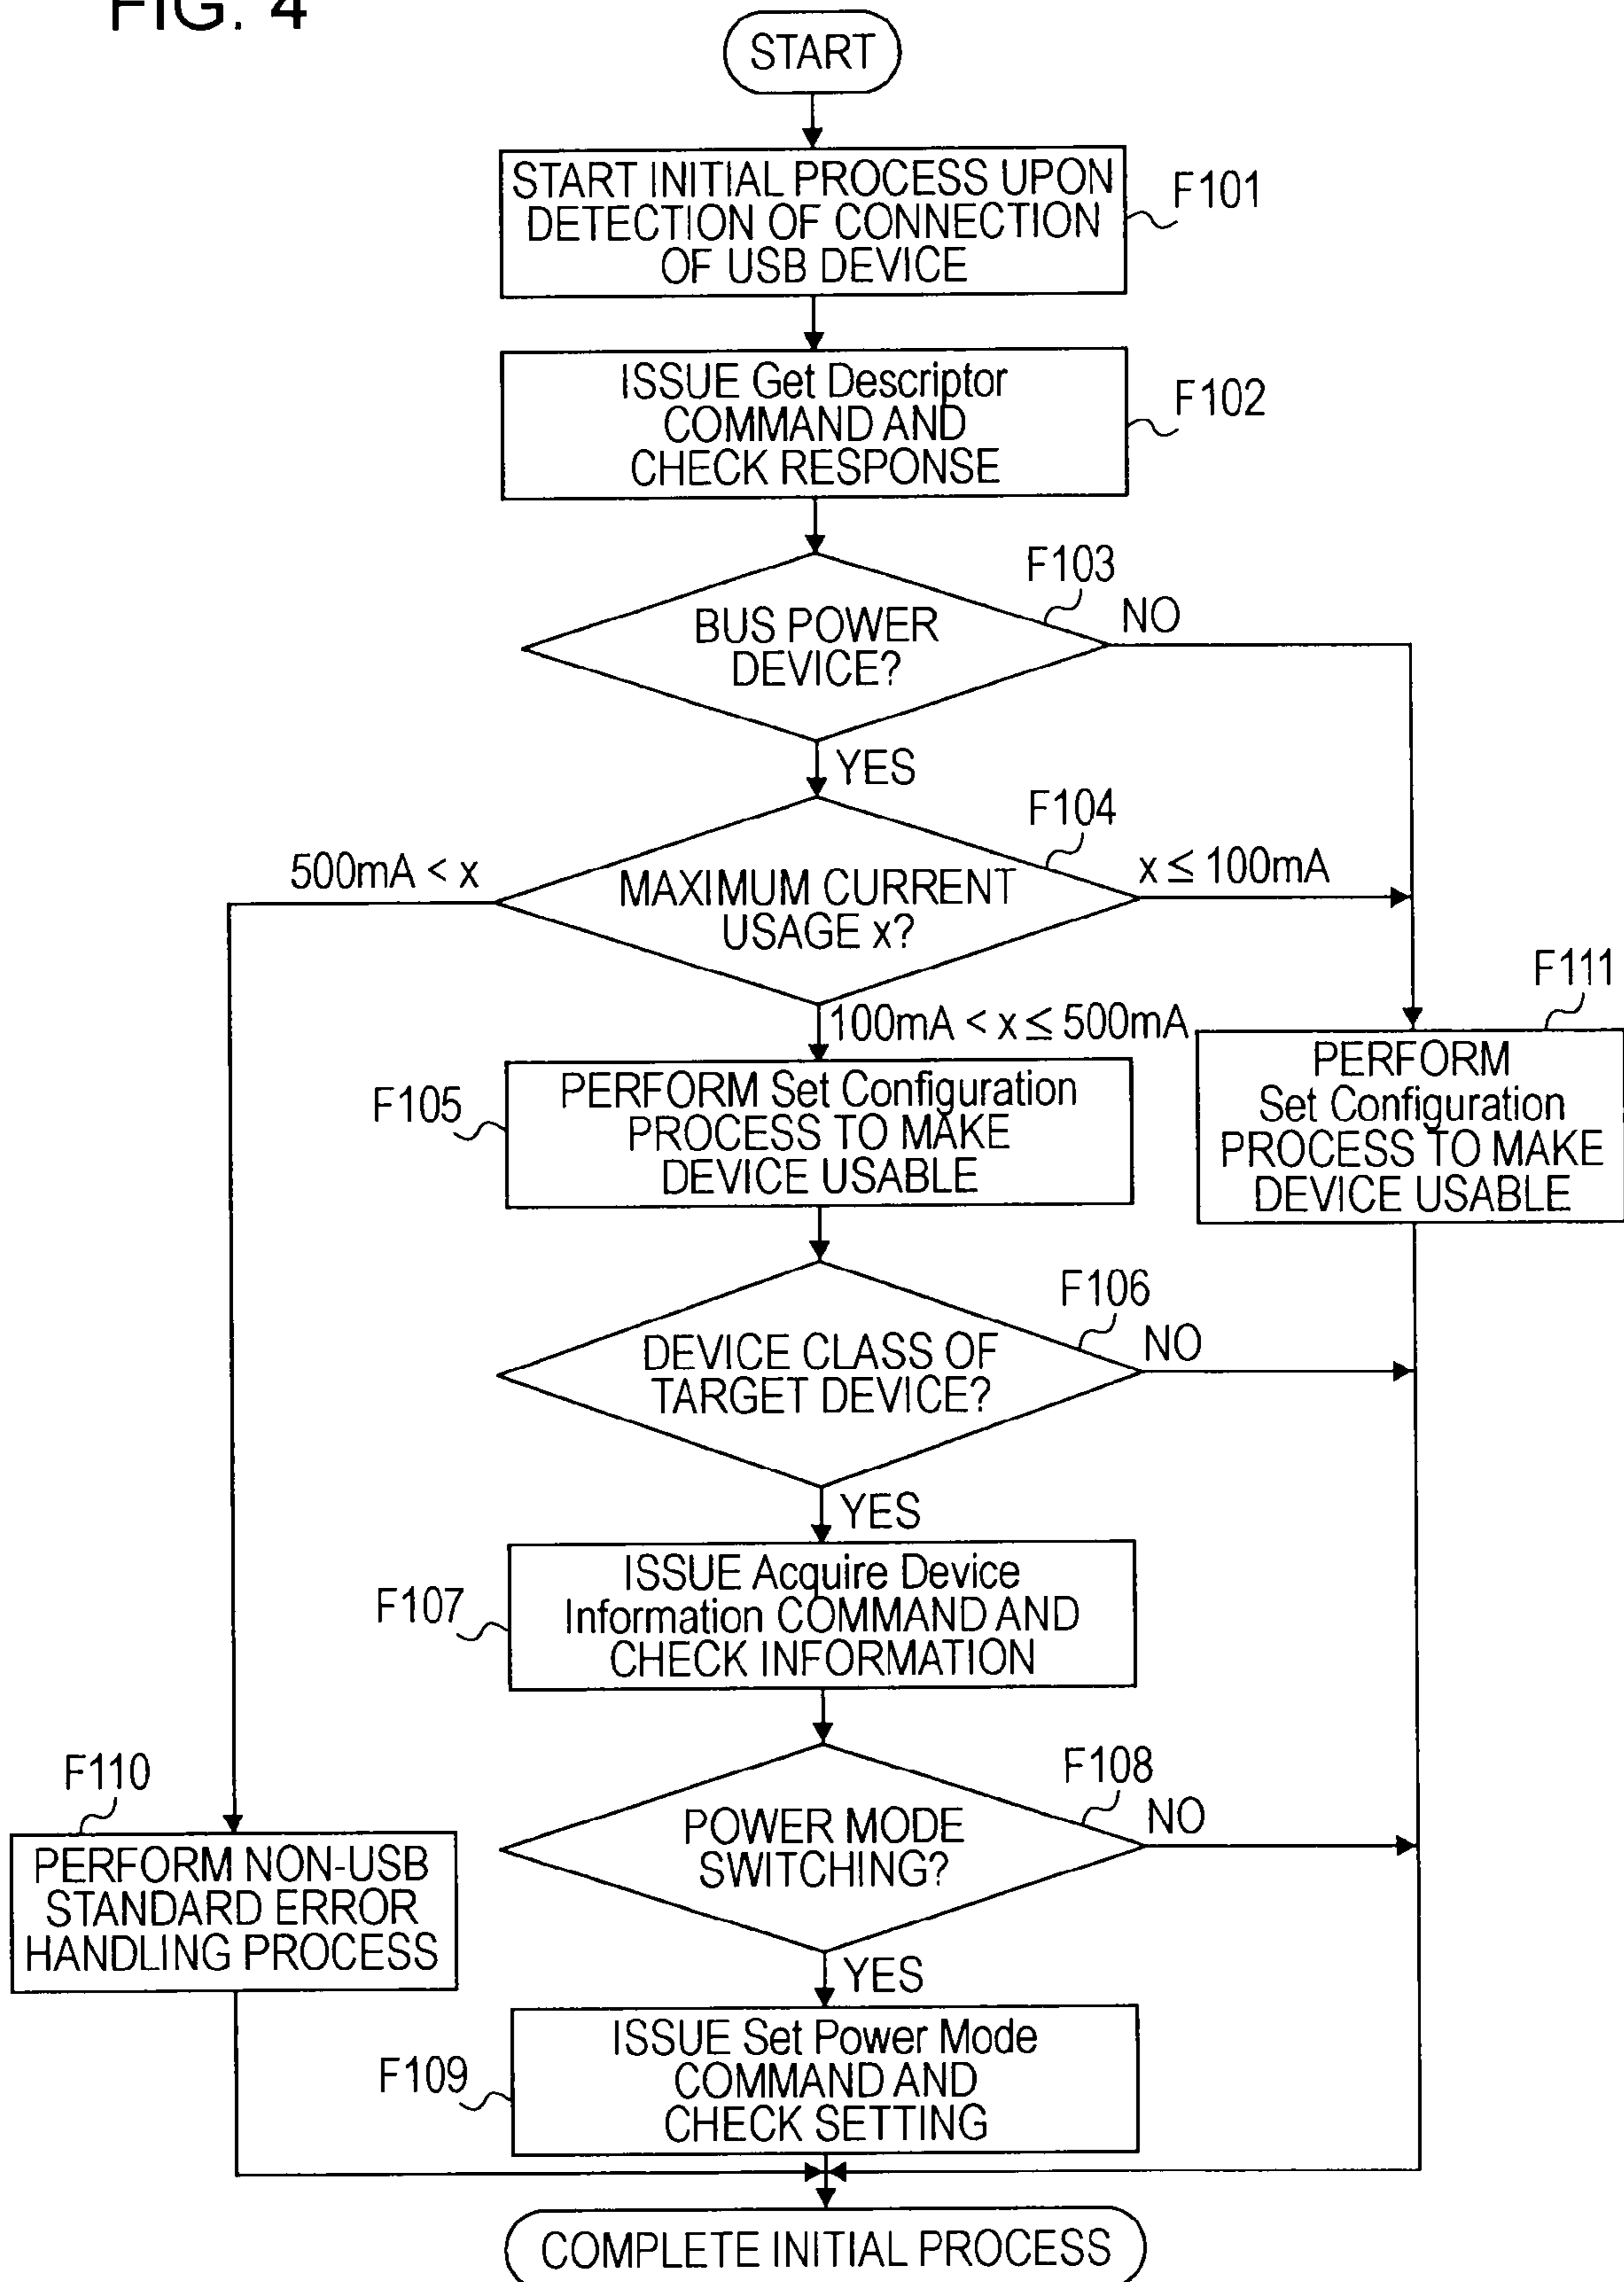 FIG. 4
START
START INITIAL PROCESS UPON
DETECTION OF CONNECTION
OF USB DEVICE
F101
ISSUE Get Descriptor
COMMAND AND
CHECK RESPONSE
F102
F103
BUS POWER
DEVICE?
NO
YES
F104
500mA < x
MAXIMUM CURRENT
USAGE x?
x ≤ 100mA
100mA < x ≤ 500mA
F111
PERFORM
Set Configuration
PROCESS TO MAKE
DEVICE USABLE
F105
PERFORM Set Configuration
PROCESS TO MAKE
DEVICE USABLE
F106
DEVICE CLASS OF
TARGET DEVICE?
NO
YES
F107
ISSUE Acquire Device
Information COMMAND AND
CHECK INFORMATION
F108
POWER MODE
SWITCHING?
NO
F110
PERFORM NON-USB
STANDARD ERROR
HANDLING PROCESS
YES
F109
ISSUE Set Power Mode
COMMAND AND
CHECK SETTING
COMPLETE INITIAL PROCESS